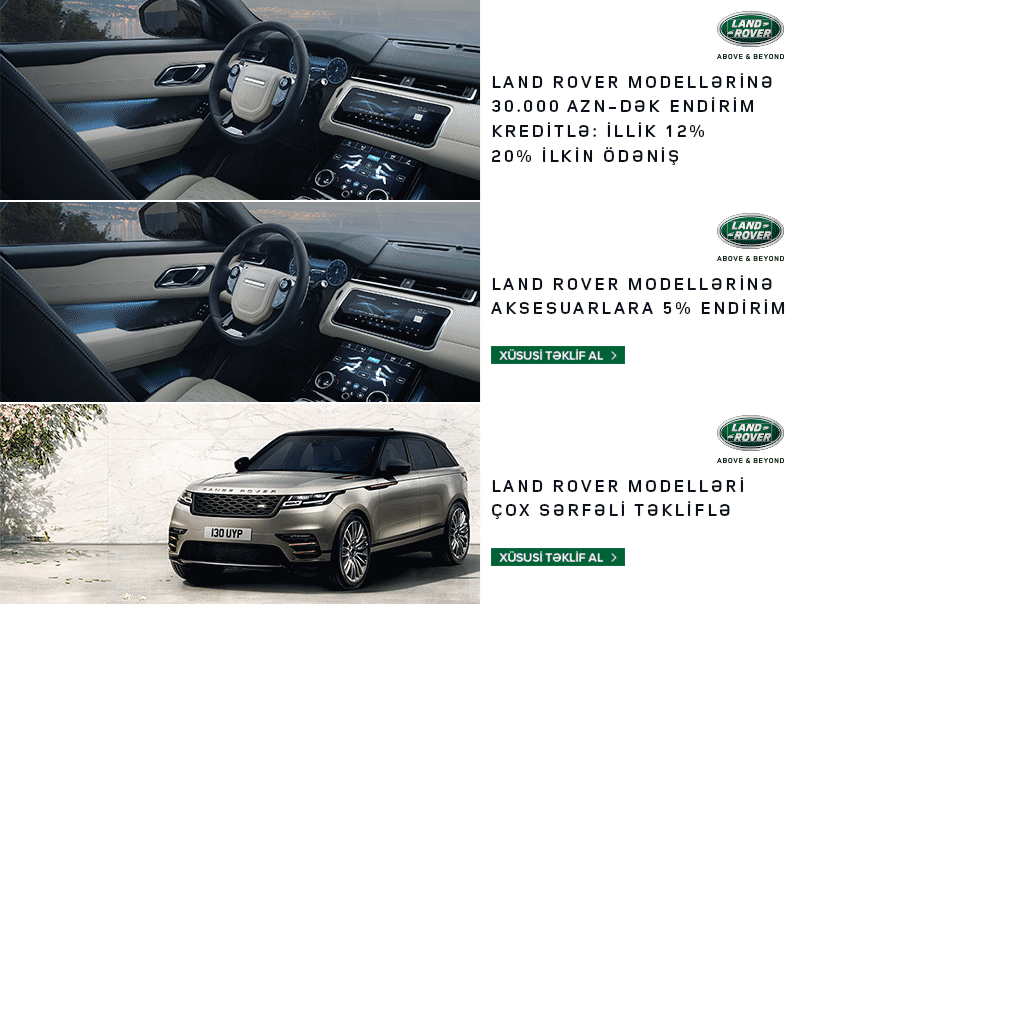 LAND ROVER
ABOVE & BEYOND
LAND ROVER MODELLƏRİNƏ
30.000 AZN-DƏK ENDİRİM
KREDİTLƏ: İLLİK 12%
20% İLKİN ÖDƏNİŞ
LAND ROVER
ABOVE & BEYOND
LAND ROVER MODELLƏRİNƏ
AKSESUARLARA 5% ENDİRİM
XÜSUSİ TƏKLİF AL
LAND ROVER
ABOVE & BEYOND
LAND ROVER MODELLƏRİ
ÇOX SƏRFƏLİ TƏKLİFLƏ
XÜSUSİ TƏKLİF AL
RANGE ROVER
130 UYP